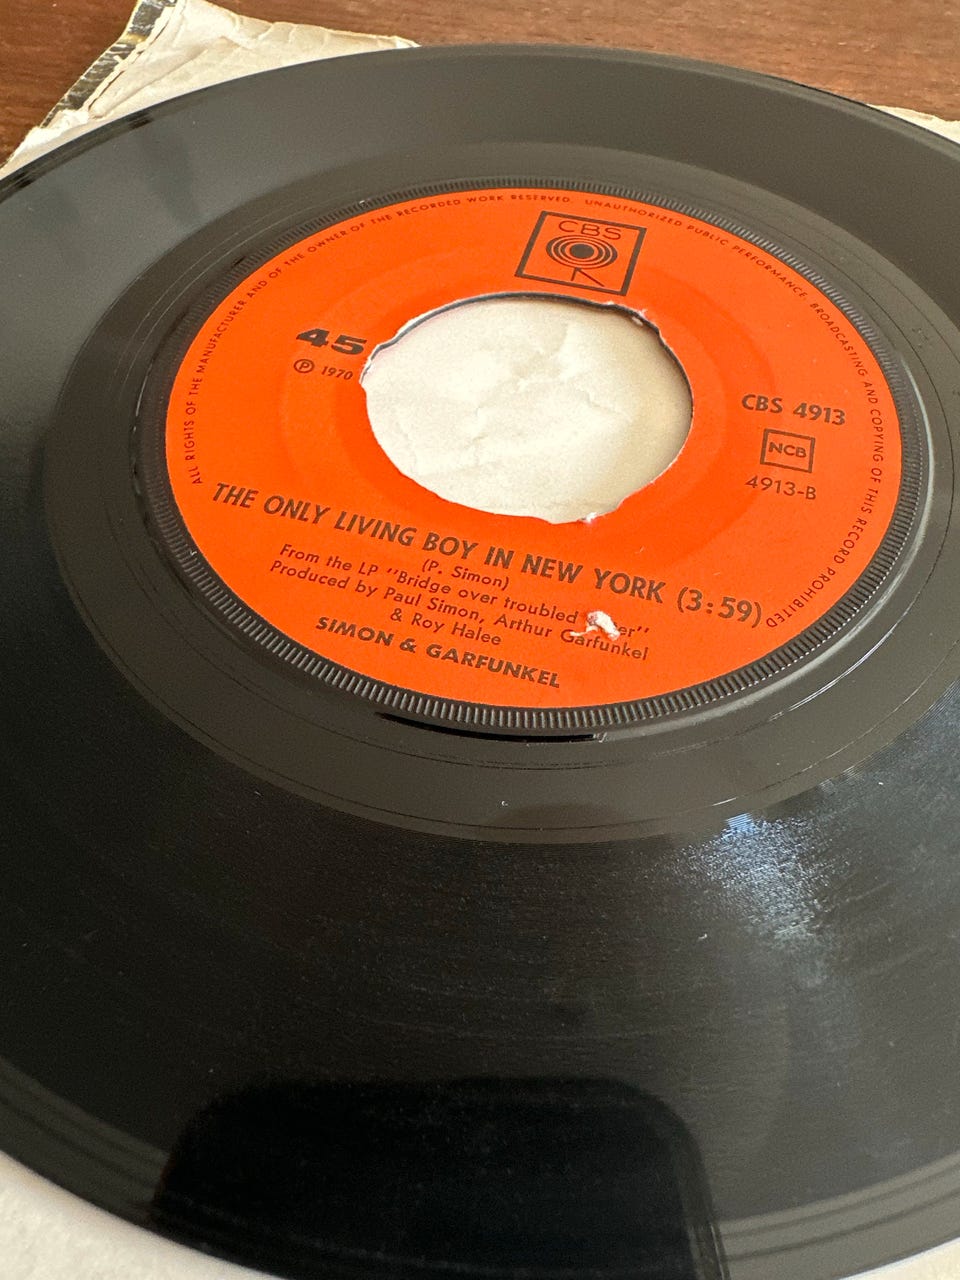 ALL RIGHTS OF THE MANUFACTURER AND OF THE OWNER OF THE RECORDED WORK RESERVED. UNAUTHORIZED PUBLIC PERFORMANCE. BROADCASTING AND COPYING OF THIS RECORD PROHIBITED
CBS
45
℗ 1970
CBS 4913
NCB
4913-B
THE ONLY LIVING BOY IN NEW YORK (3:59)
(P. Simon)
From the LP "Bridge over troubled
Produced by Paul Simon, Arthur Garfunkel
& Roy Halee
SIMON & GARFUNKEL